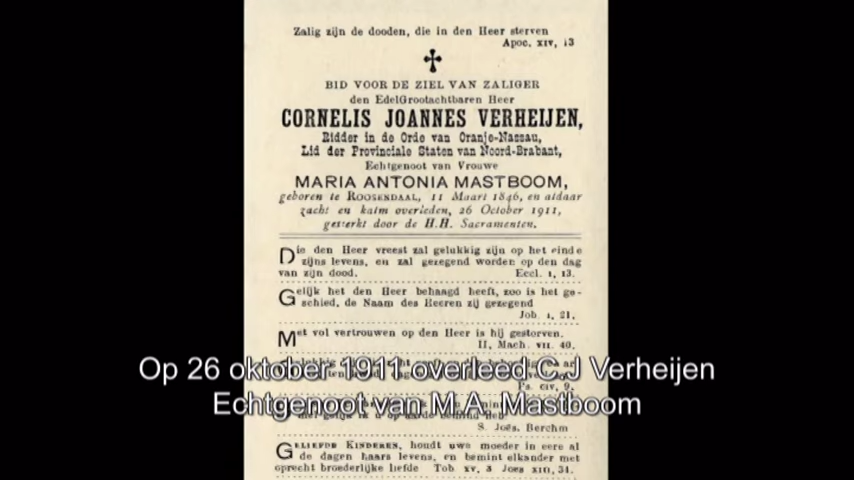 Zalig zijn de dooden, die in den Heer sterven
Apoc. XIV, 13
BID VOOR DE ZIEL VAN ZALIGER
den EdelGrootachtbaren Heer
CORNELIS JOANNES VERHEIJEN,
Ridder in de Orde van Oranje-Nassau,
Lid der Provinciale Staten van Noord-Brabant,
Echtgenoot van Vrouwe
MARIA ANTONIA MASTBOOM,
geboren te ROOSENDAAL, 11 Maart 1846, en aldaar
zacht en kalm overleden, 26 October 1911,
gesterkt door de H.H. Sacramenten.
Die den Heer vreest zal gelukkig zijn op het einde
zijns levens, en zal gezegend worden op den dag
van zijn dood. Eccl. 1, 13.
Gelijk het den Heer behaagd heeft, zoo is het ge-
schied, de Naam des Heeren zij gezegend
Job. 1, 21.
Met vol vertrouwen op den Heer is hij gestorven.
II, Mach. VII. 40.
Op 26 oktober 1911 overleed C.J Verheijen
Ps. CIV, 9.
Echtgenoot van M.A. Mastboom
S. Joës. Berchm
GELIEFDE KINDEREN, houdt uwe moeder in eere al
de dagen haars levens, en bemint elkander met
oprecht broederlijke liefde Tob. XV, 3 Joes XIII, 34.